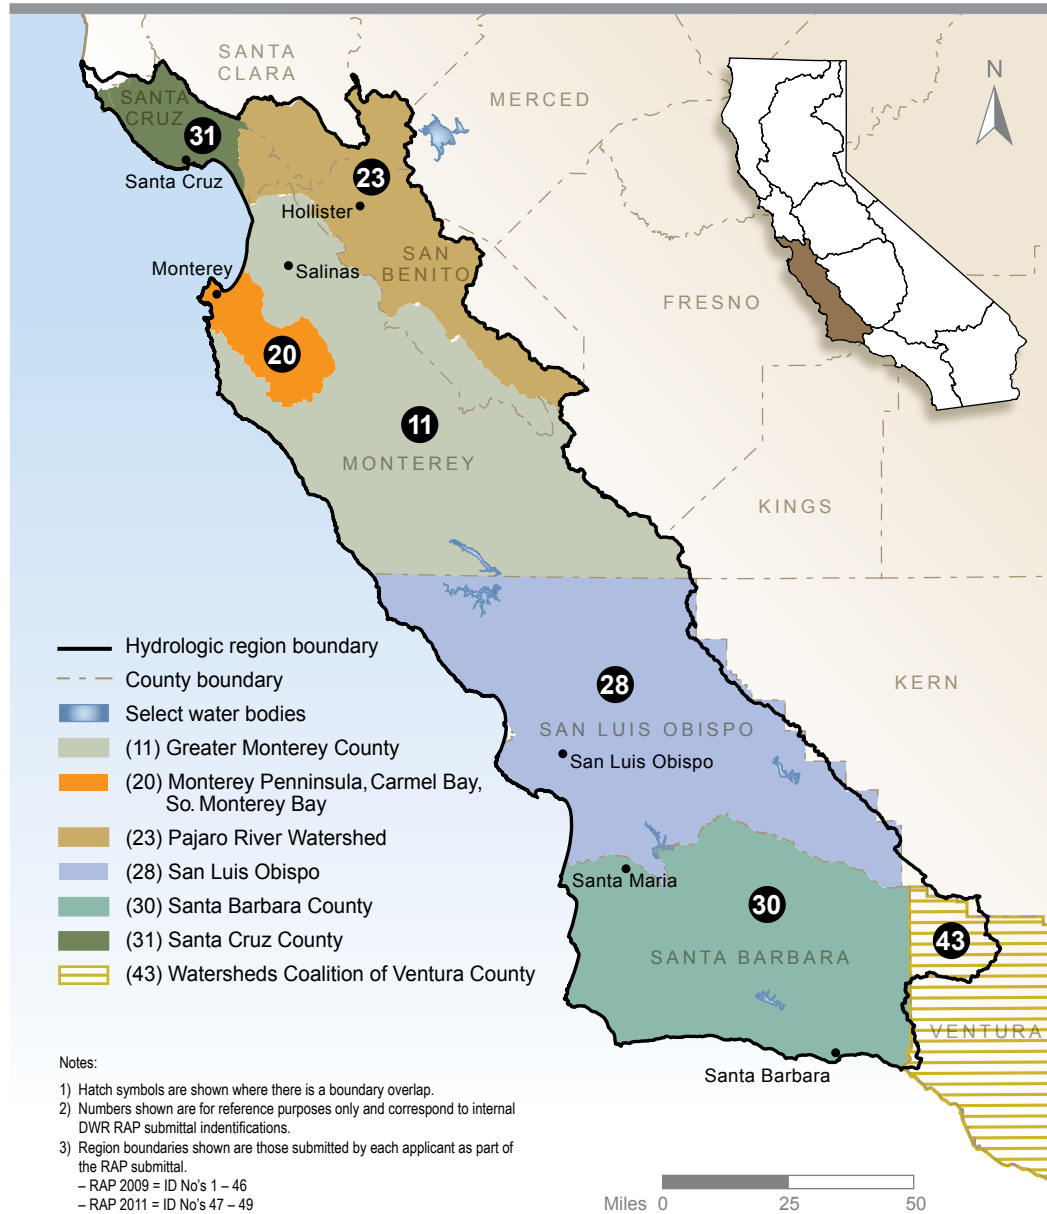 SANTA
CLARA
MERCED
N
SANTA
CRUZ
31
Santa Cruz
23
Hollister
SAN
BENITO
Monterey
Salinas
FRESNO
20
11
MONTEREY
KINGS
Hydrologic region boundary
County boundary
Select water bodies
(11) Greater Monterey County
(20) Monterey Penninsula, Carmel Bay,
So. Monterey Bay
(23) Pajaro River Watershed
(28) San Luis Obispo
(30) Santa Barbara County
(31) Santa Cruz County
(43) Watersheds Coalition of Ventura County
28
KERN
SAN LUIS OBISPO
San Luis Obispo
Santa Maria
30
43
SANTA BARBARA
VENTURA
Santa Barbara
Notes:
1) Hatch symbols are shown where there is a boundary overlap.
2) Numbers shown are for reference purposes only and correspond to internal
DWR RAP submittal indentifications.
3) Region boundaries shown are those submitted by each applicant as part of
the RAP submittal.
– RAP 2009 = ID No's 1 – 46
– RAP 2011 = ID No's 47 – 49
Miles 0 25 50